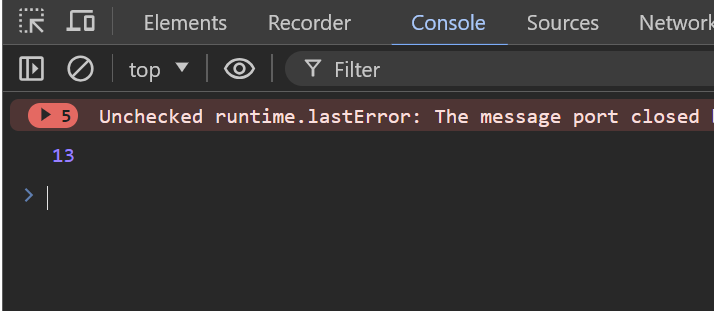 Elements Recorder Console Sources Network
top Filter
5 Unchecked runtime.lastError: The message port closed
13